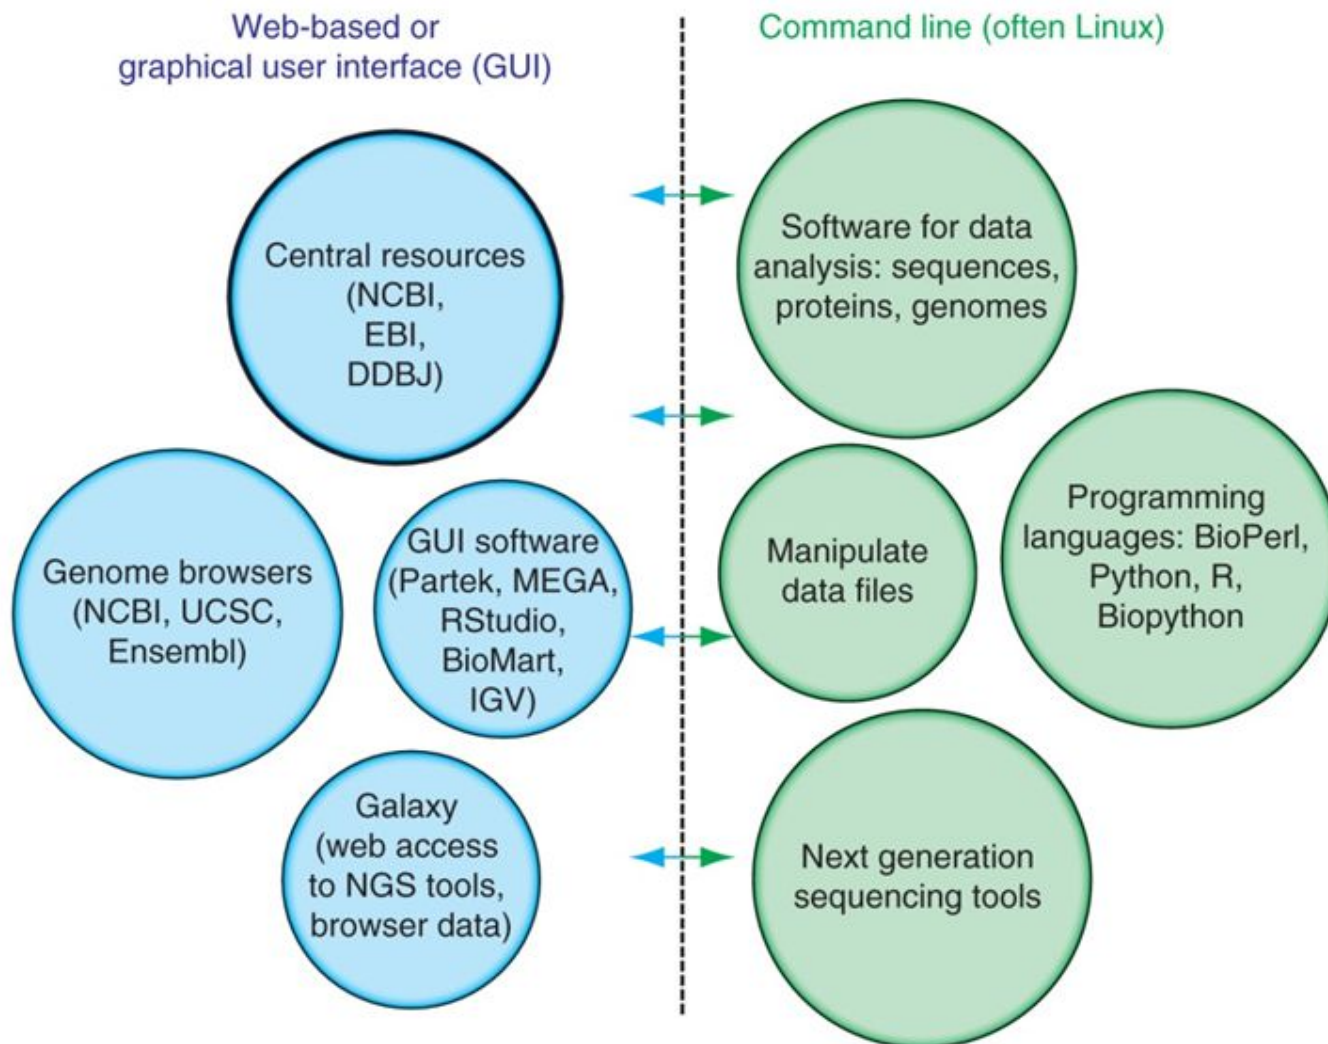 Web-based or
graphical user interface (GUI)
Command line (often Linux)
Central resources
(NCBI,
EBI,
DDBJ)
Software for data
analysis: sequences,
proteins, genomes
Genome browsers
(NCBI, UCSC,
Ensembl)
GUI software
(Partek, MEGA,
RStudio,
BioMart,
IGV)
Manipulate
data files
Programming
languages: BioPerl,
Python, R,
Biopython
Galaxy
(web access
to NGS tools,
browser data)
Next generation
sequencing tools